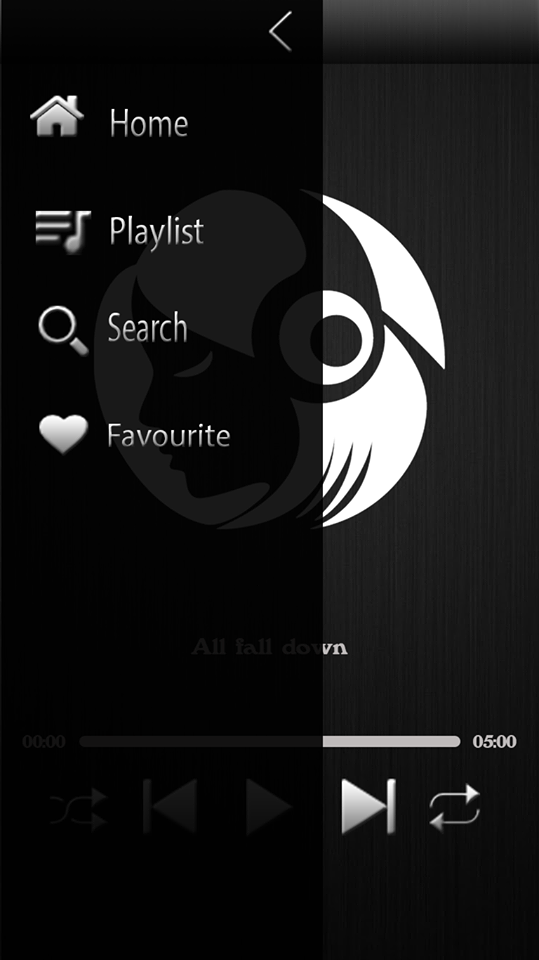 Home
Playlist
Search
Favourite
All fall down
00:00 05:00